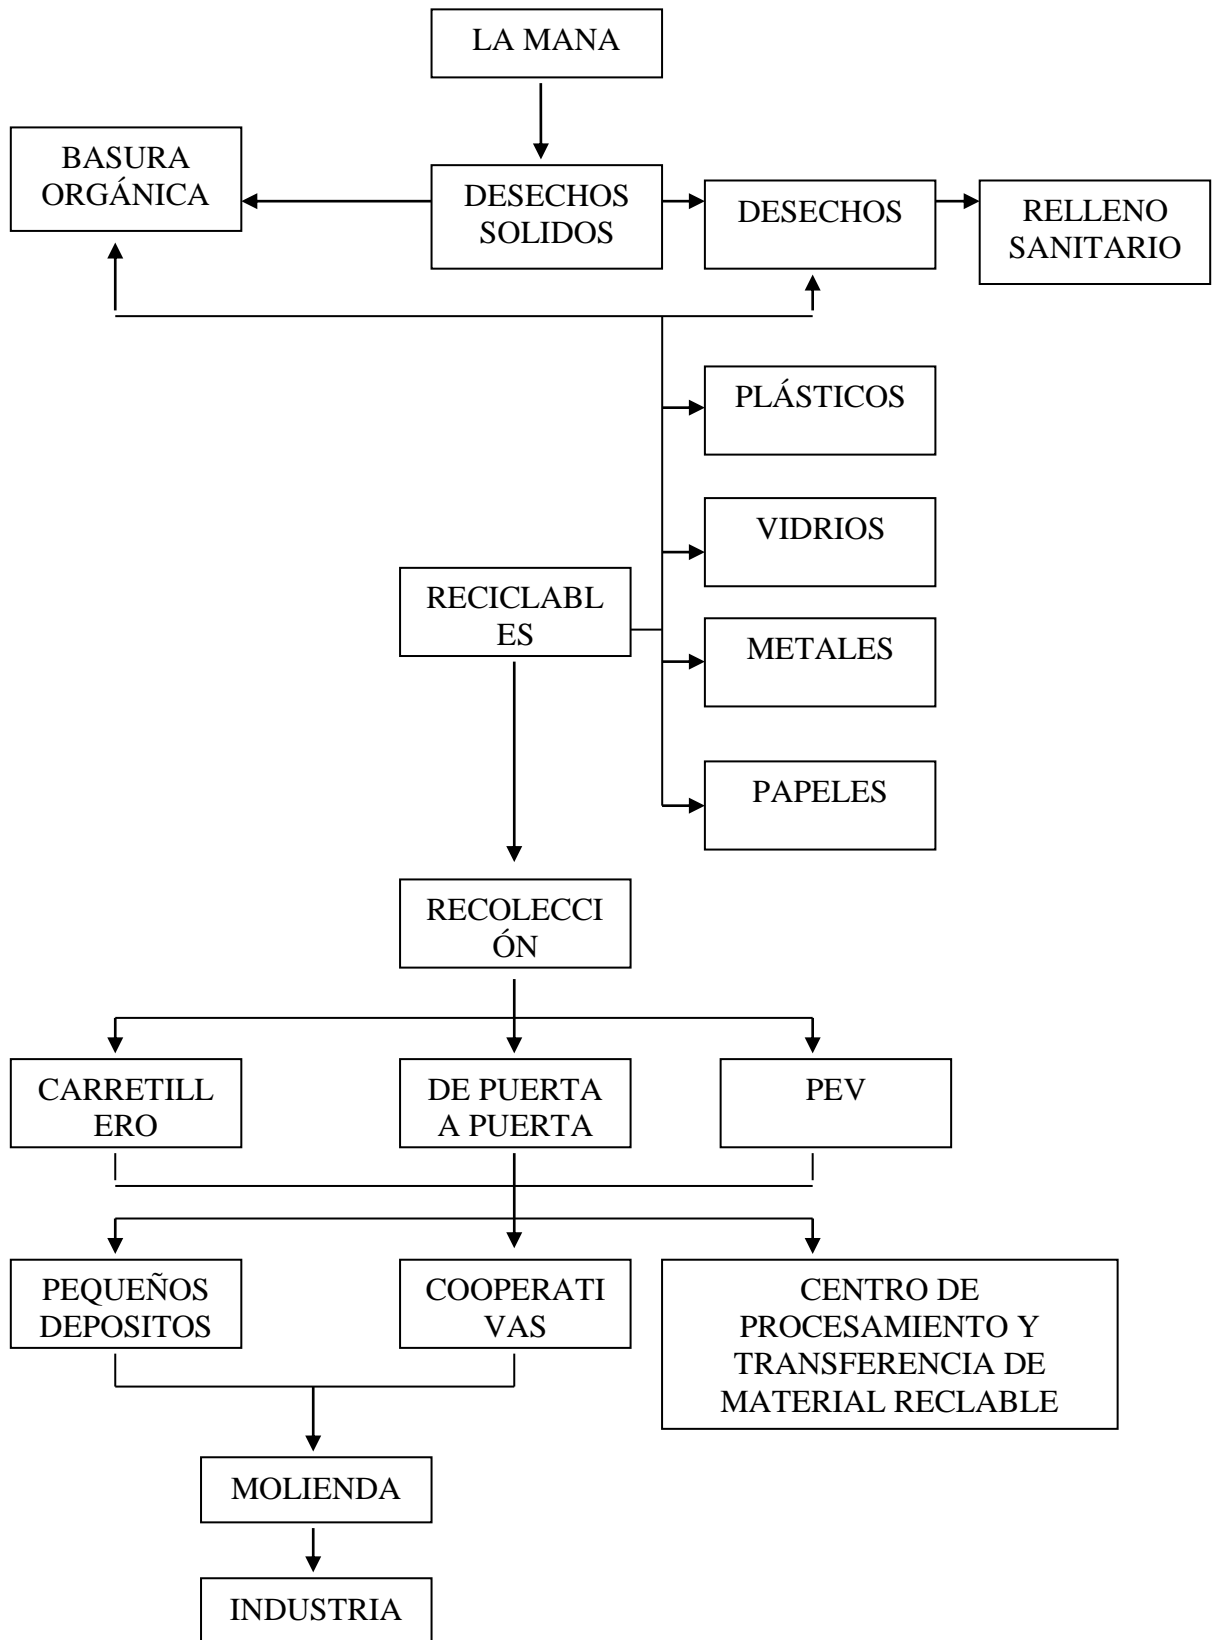 LA MANA
BASURA
ORGÁNICA
DESECHOS
SOLIDOS
DESECHOS
RELLENO
SANITARIO
PLÁSTICOS
VIDRIOS
RECICLABL
ES
METALES
PAPELES
RECOLECCI
ÓN
CARRETILL
ERO
DE PUERTA
A PUERTA
PEV
PEQUEÑOS
DEPOSITOS
COOPERATI
VAS
CENTRO DE
PROCESAMIENTO Y
TRANSFERENCIA DE
MATERIAL RECLABLE
MOLIENDA
INDUSTRIA